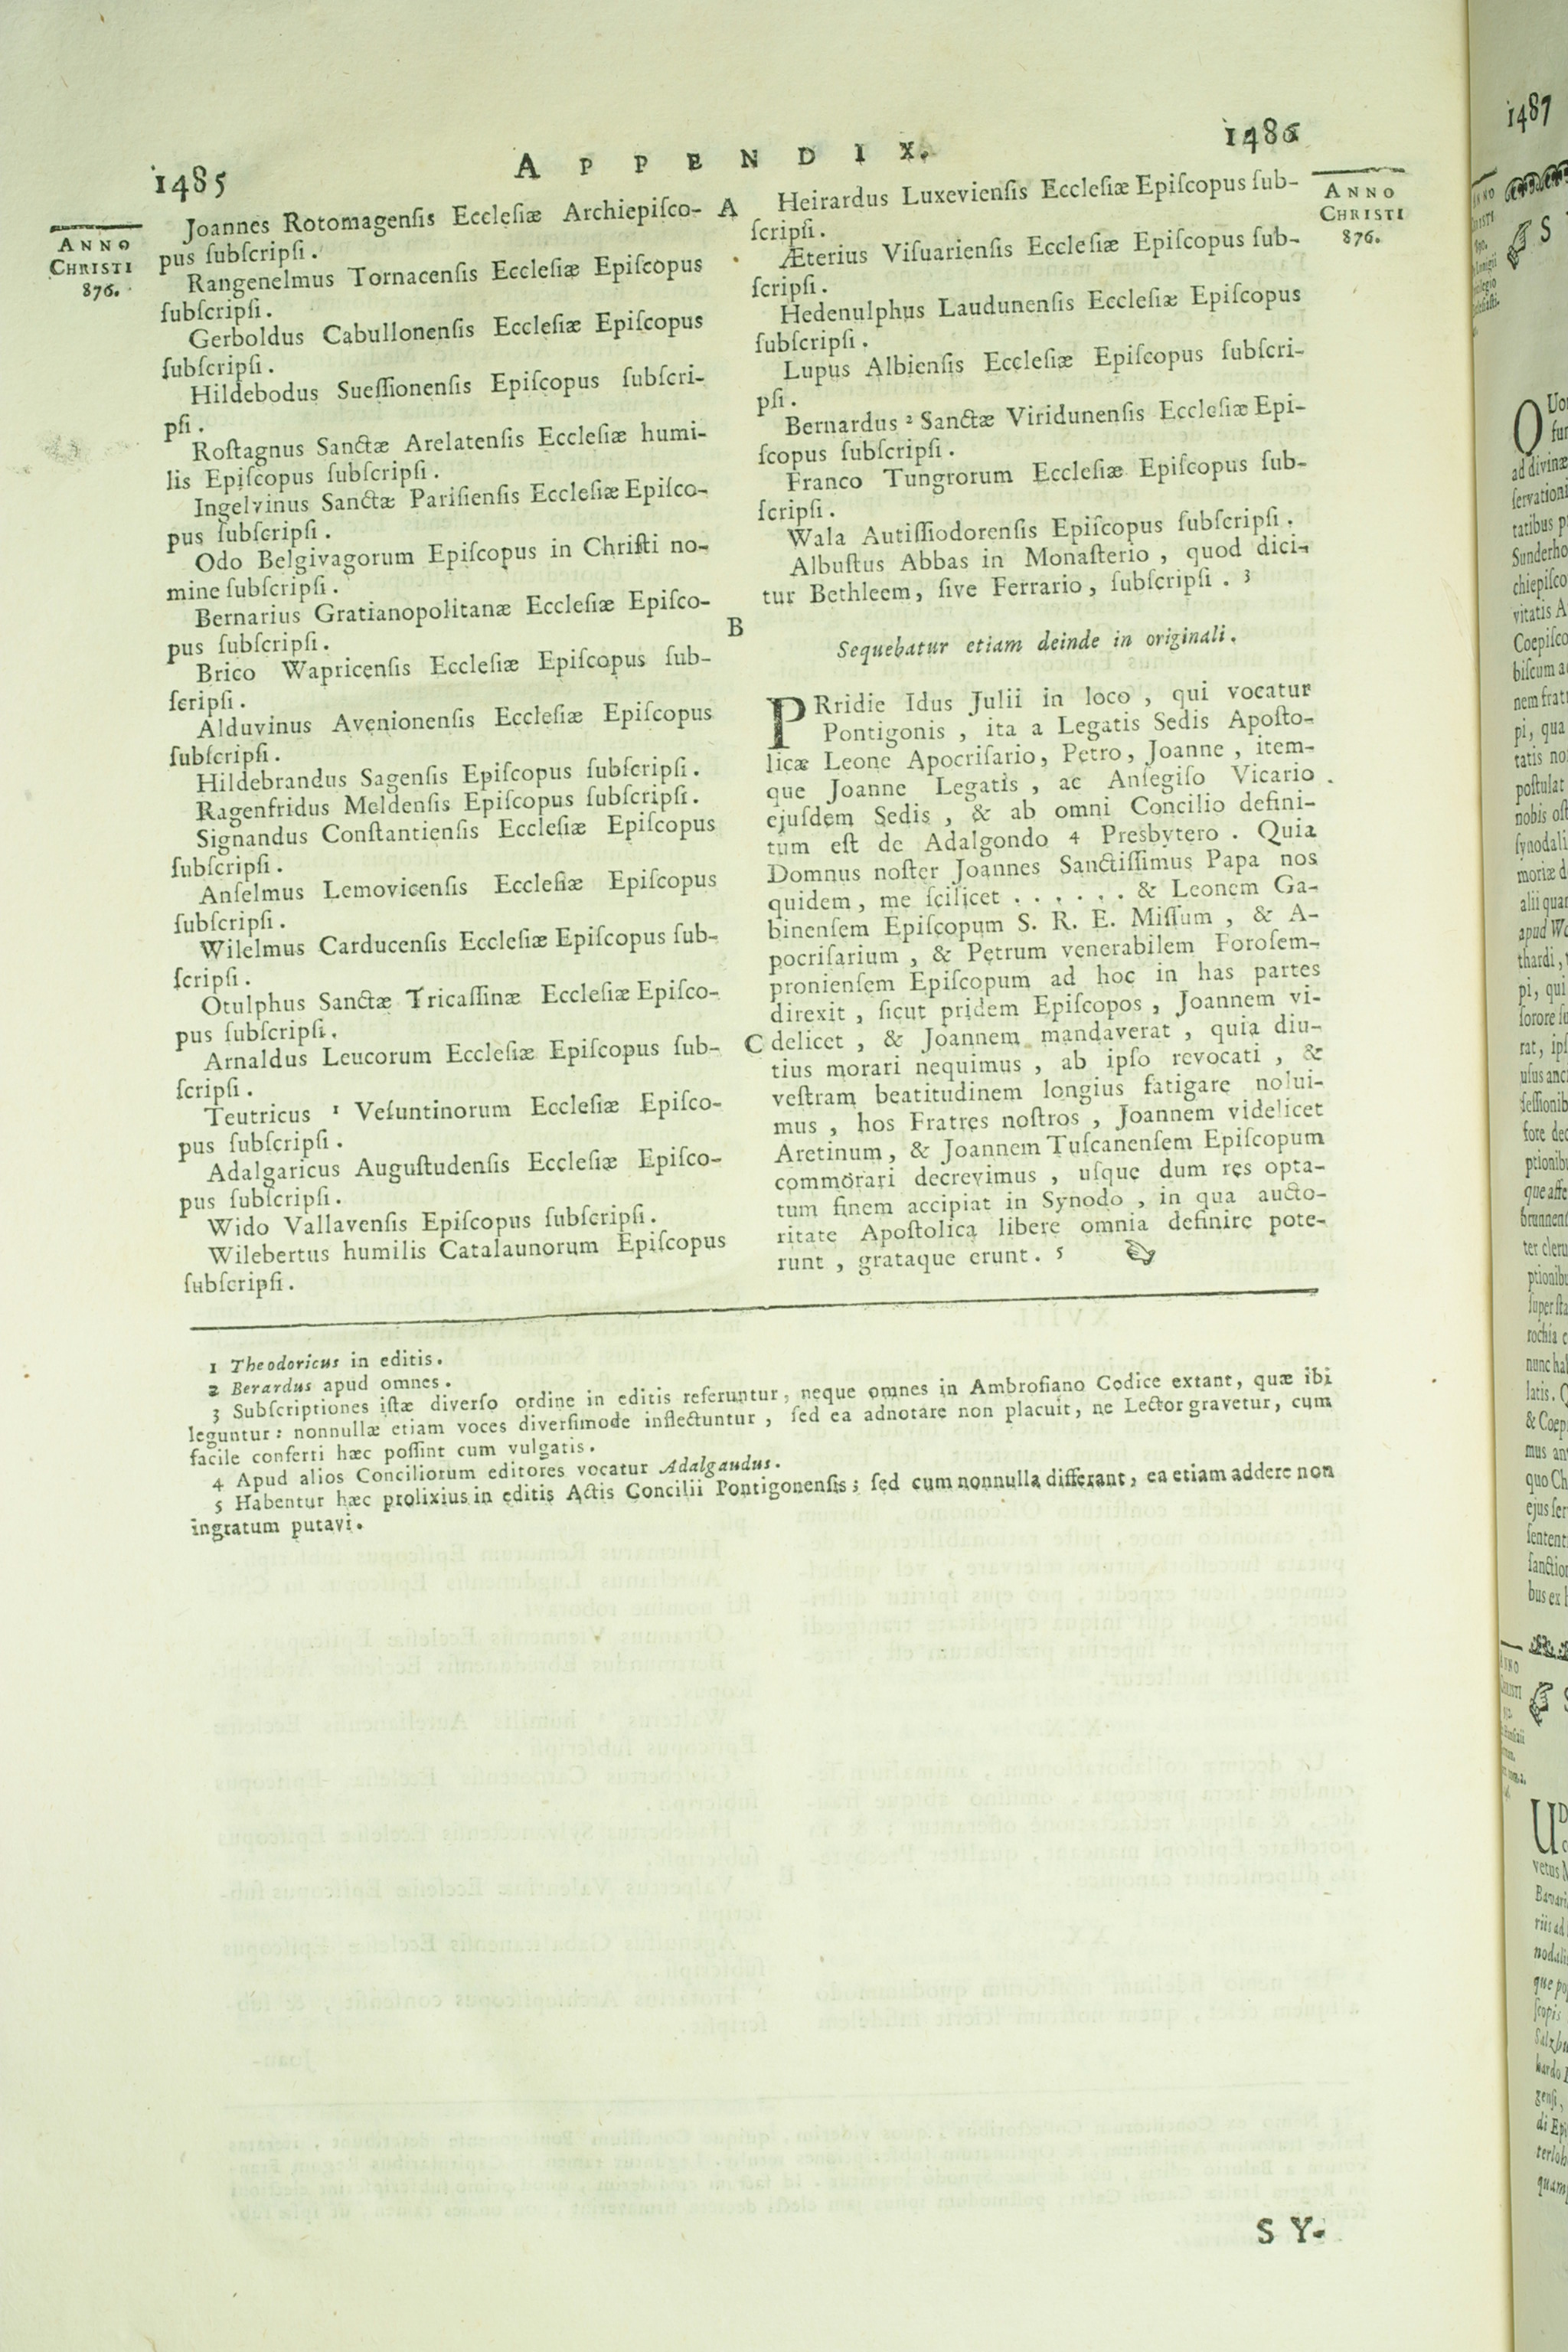 1485
APPENDIX.
1486
ANNO
CHRISTI
876.
Joannes Rotomagenſis Eccleſiæ Archiepiſco-
pus ſubſcripſi.
Rangenelmus Tornacenſis Eccleſiæ Epiſcopus
ſubſcripſi.
Gerboldus Cabullonenſis Eccleſiæ Epiſcopus
ſubſcripſi.
Hildebodus Sueſſionenſis Epiſcopus ſubſcri-
pſi.
Roſtagnus Sanctæ Arelatenſis Eccleſiæ humi-
lis Epiſcopus ſubſcripſi.
Ingelvinus Sanctæ Pariſienſis Eccleſiæ Epiſco-
pus ſubſcripſi.
Odo Belgivagorum Epiſcopus in Chriſti no-
mine ſubſcripſi.
Bernarius Gratianopolitanæ Eccleſiæ Epiſco-
pus ſubſcripſi.
Brico Wapricenſis Eccleſiæ Epiſcopus ſub-
ſcripſi.
Alduvinus Avenionenſis Eccleſiæ Epiſcopus
ſubſcripſi.
Hildebrandus Sagenſis Epiſcopus ſubſcripſi.
Ragenfridus Meldenſis Epiſcopus ſubſcripſi.
Signandus Conſtantienſis Eccleſiæ Epiſcopus
ſubſcripſi.
Anſelmus Lemovicenſis Eccleſiæ Epiſcopus
ſubſcripſi.
Wilelmus Carducenſis Eccleſiæ Epiſcopus ſub-
ſcripſi.
Otulphus Sanctæ Tricaſſinæ Eccleſiæ Epiſco-
pus ſubſcripſi.
Arnaldus Leucorum Eccleſiæ Epiſcopus ſub-
ſcripſi.
Teutricus 1 Veſuntinorum Eccleſiæ Epiſco-
pus ſubſcripſi.
Adalgaricus Auguſtudenſis Eccleſiæ Epiſco-
pus ſubſcripſi.
Wido Vallavenſis Epiſcopus ſubſcripſi.
Wilebertus humilis Catalaunorum Epiſcopus
ſubſcripſi.
A
B
C
Heirardus Luxevienſis Eccleſiæ Epiſcopus ſub-
ſcripſi.
Æterius Viſuarienſis Eccleſiæ Epiſcopus ſub-
ſcripſi.
Hedenulphus Laudunenſis Eccleſiæ Epiſcopus
ſubſcripſi.
Lupus Albienſis Eccleſiæ Epiſcopus ſubſcri-
pſi.
Bernardus 2 Sanctæ Viridunenſis Eccleſiæ Epi-
ſcopus ſubſcripſi.
Franco Tungrorum Eccleſiæ Epiſcopus ſub-
ſcripſi.
Wala Autiſſiodorenſis Epiſcopus ſubſcripſi.
Albuſtus Abbas in Monaſterio, quod dici-
tur Bethleem, ſive Ferrario, ſubſcripſi. 3
Sequebatur etiam deinde in originali.
PRridie Idus Julii in loco, qui vocatur
Pontigonis, ita a Legatis Sedis Apoſto-
licæ Leone Apocriſario, Petro, Joanne, item-
que Joanne Legatis, ac Anſegiſo Vicario
ejuſdem Sedis, & ab omni Concilio defini-
tum eſt de Adalgondo 4 Presbytero. Quia
Domnus noſter Joannes Sanctiſſimus Papa nos
quidem, me ſcilicet . . . . . . & Leonem Ga-
binenſem Epiſcopum S. R. E. Miſſum, & A-
pocriſarium, & Petrum venerabilem Foroſem-
pronienſem Epiſcopum ad hoc in has partes
direxit, ſicut pridem Epiſcopos, Joannem vi-
delicet, & Joannem mandaverat, quia diu-
tius morari nequimus, ab ipſo revocati, &
veſtram beatitudinem longius fatigare nolui-
mus, hos Fratres noſtros, Joannem videlicet
Aretinum, & Joannem Tuſcanenſem Epiſcopum
commorari decrevimus, uſque dum res opta-
tum finem accipiat in Synodo, in qua aucto-
ritate Apoſtolica libere omnia definire pote-
runt, grataque erunt. 5
ANNO
CHRISTI
876.
1 Theodoricus in editis.
2 Berardus apud omnes.
3 Subſcriptiones iſtæ diverſo ordine in editis referuntur, neque omnes in Ambroſiano Codice extant, quæ ibi
leguntur: nonnullæ etiam voces diverſimode inflectuntur, ſed ea adnotare non placuit, ne Lector gravetur, cum
facile conferri hæc poſſint cum vulgatis.
4 Apud alios Conciliorum editores vocatur Adalgaudus.
5 Habentur hæc prolixius in editis Actis Concilii Pontigonenſis; ſed cum nonnulla differant, ea etiam addere non
ingratum putavi.
SY-
1487